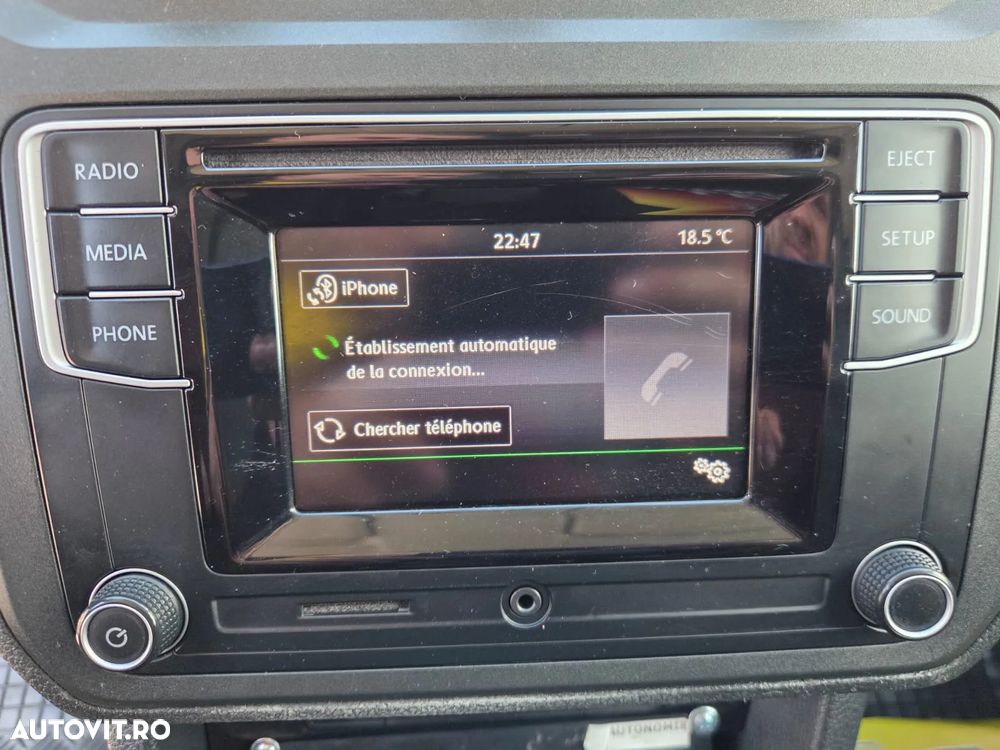 RADIO
EJECT
MEDIA
SETUP
PHONE
SOUND
22:47
18.5 °C
iPhone
Établissement automatique
de la connexion...
Chercher téléphone
AUTOVIT.RO
AUTONOMIE